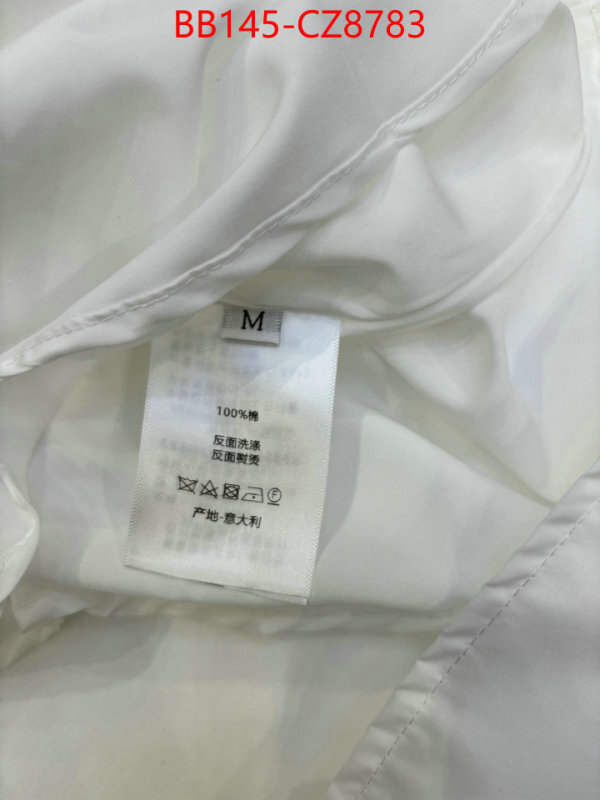 BB145-CZ8783
M
100%棉
反面洗涤
反面熨烫
产地-意大利